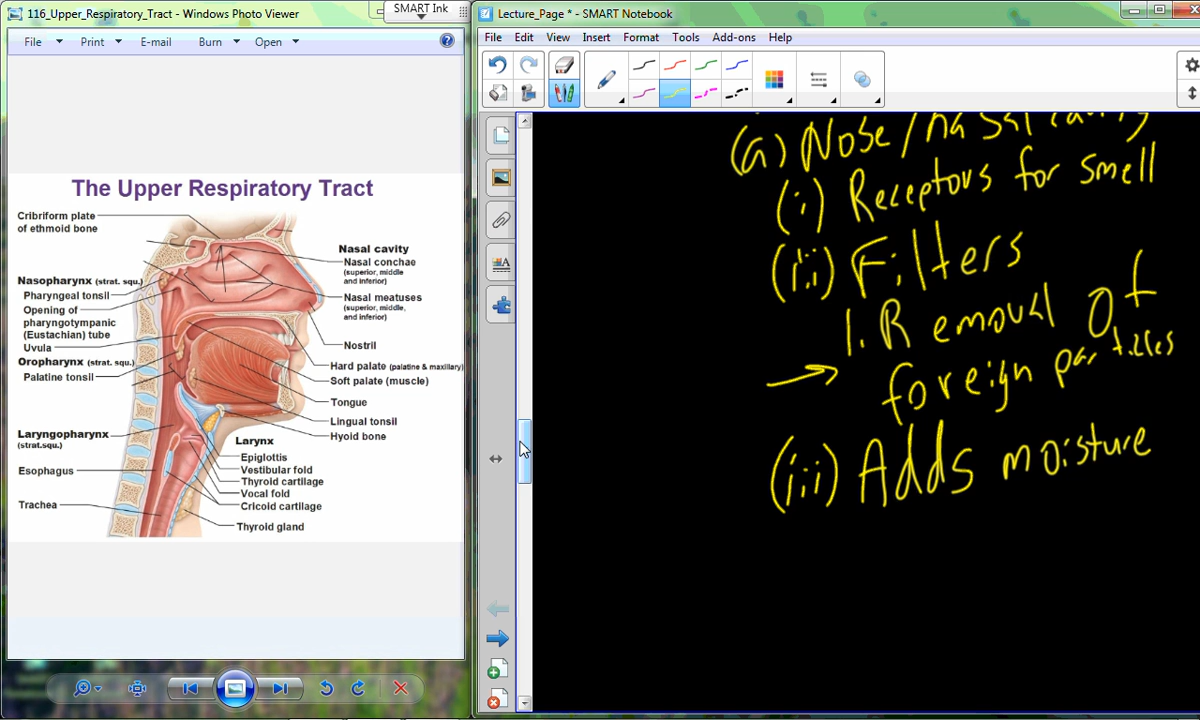 116_Upper_Respiratory_Tract - Windows Photo Viewer
SMART Ink
File Print E-mail Burn Open
The Upper Respiratory Tract
Cribriform plate
of ethmoid bone
Nasopharynx (strat. squ.)
Pharyngeal tonsil
Opening of
pharyngotympanic
(Eustachian) tube
Uvula
Oropharynx (strat. squ.)
Palatine tonsil
Laryngopharynx
(strat.squ.)
Esophagus
Trachea
Nasal cavity
Nasal conchae
(superior, middle
and inferior)
Nasal meatuses
(superior, middle,
and inferior)
Nostril
Hard palate (palatine & maxillary)
Soft palate (muscle)
Tongue
Lingual tonsil
Hyoid bone
Larynx
Epiglottis
Vestibular fold
Thyroid cartilage
Vocal fold
Cricoid cartilage
Thyroid gland
Lecture_Page * - SMART Notebook
File Edit View Insert Format Tools Add-ons Help
(a) Nose/nasal cavity
(i) Receptors for smell
(ii) Filters
1. Removal of
foreign particles
(iii) Adds moisture